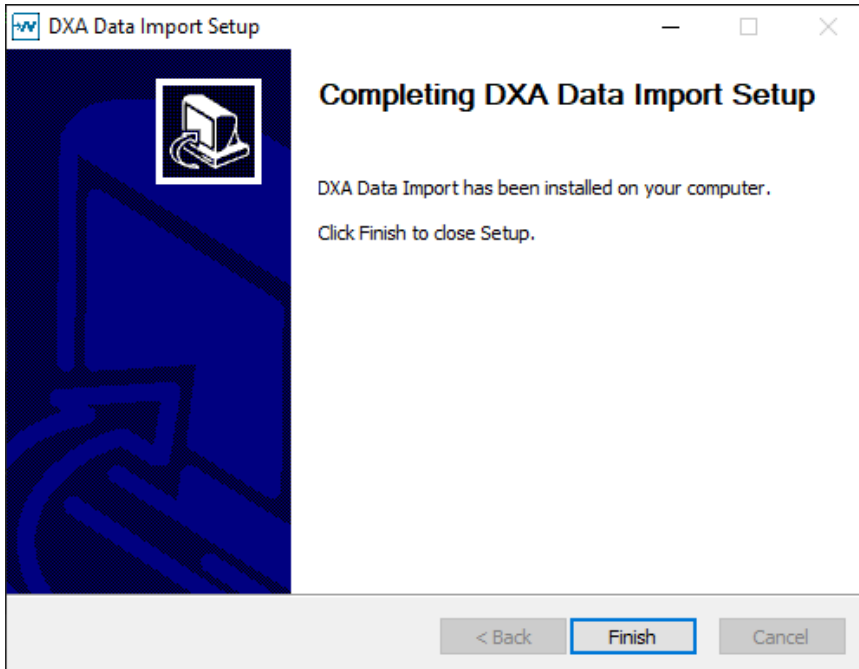 DXA Data Import Setup
Completing DXA Data Import Setup
DXA Data Import has been installed on your computer.
Click Finish to close Setup.
< Back
Finish
Cancel